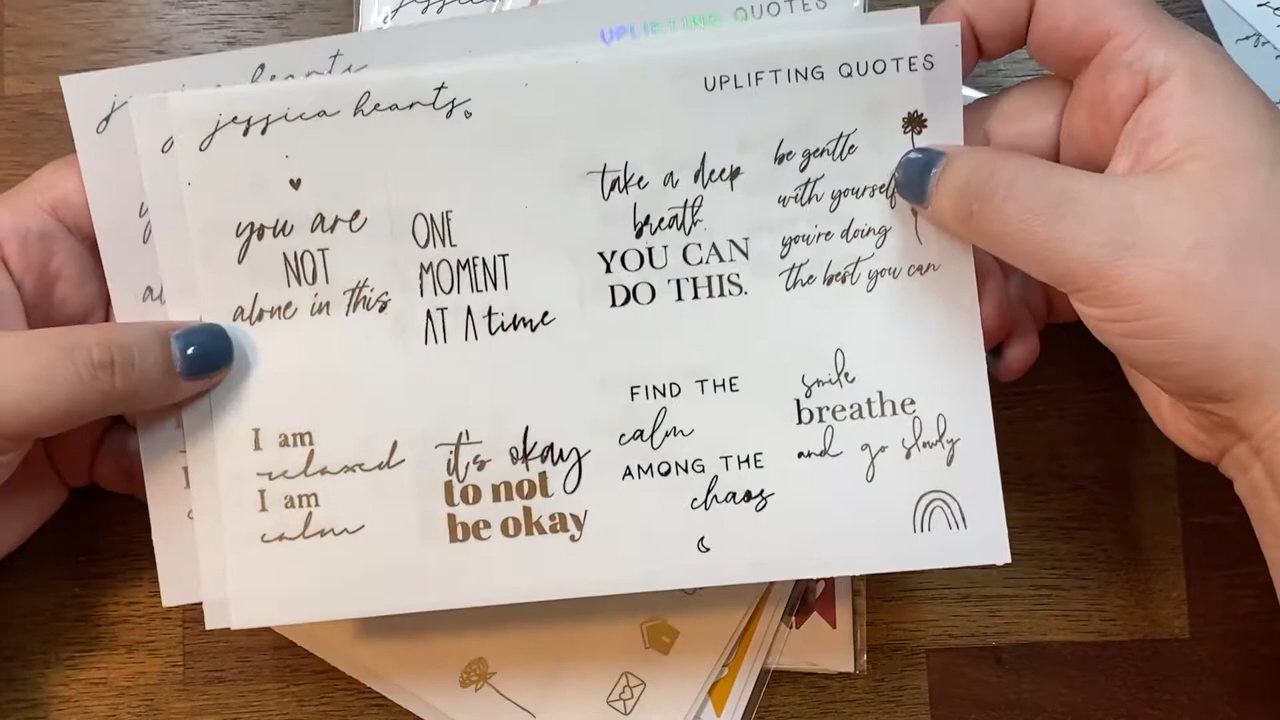 UPLIFTING QUOTES
jessica hearts
UPLIFTING QUOTES
you are
NOT
alone in this
ONE
MOMENT
AT A time
take a deep
breath.
YOU CAN
DO THIS.
be gentle
with yourself
you're doing
the best you can
I am
relaxed
I am
calm
it's okay
to not
be okay
FIND THE
calm
AMONG THE
chaos
smile
breathe
and go slowly